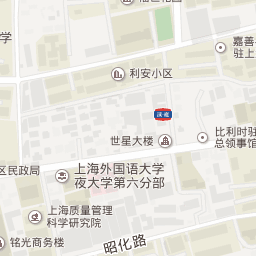 学
嘉善
驻上
利安小区
世星大楼
比利时驻
总领事馆
区民政局
上海外国语大学
夜大学第六分部
上海质量管理
科学研究院
铭光商务楼
昭化路